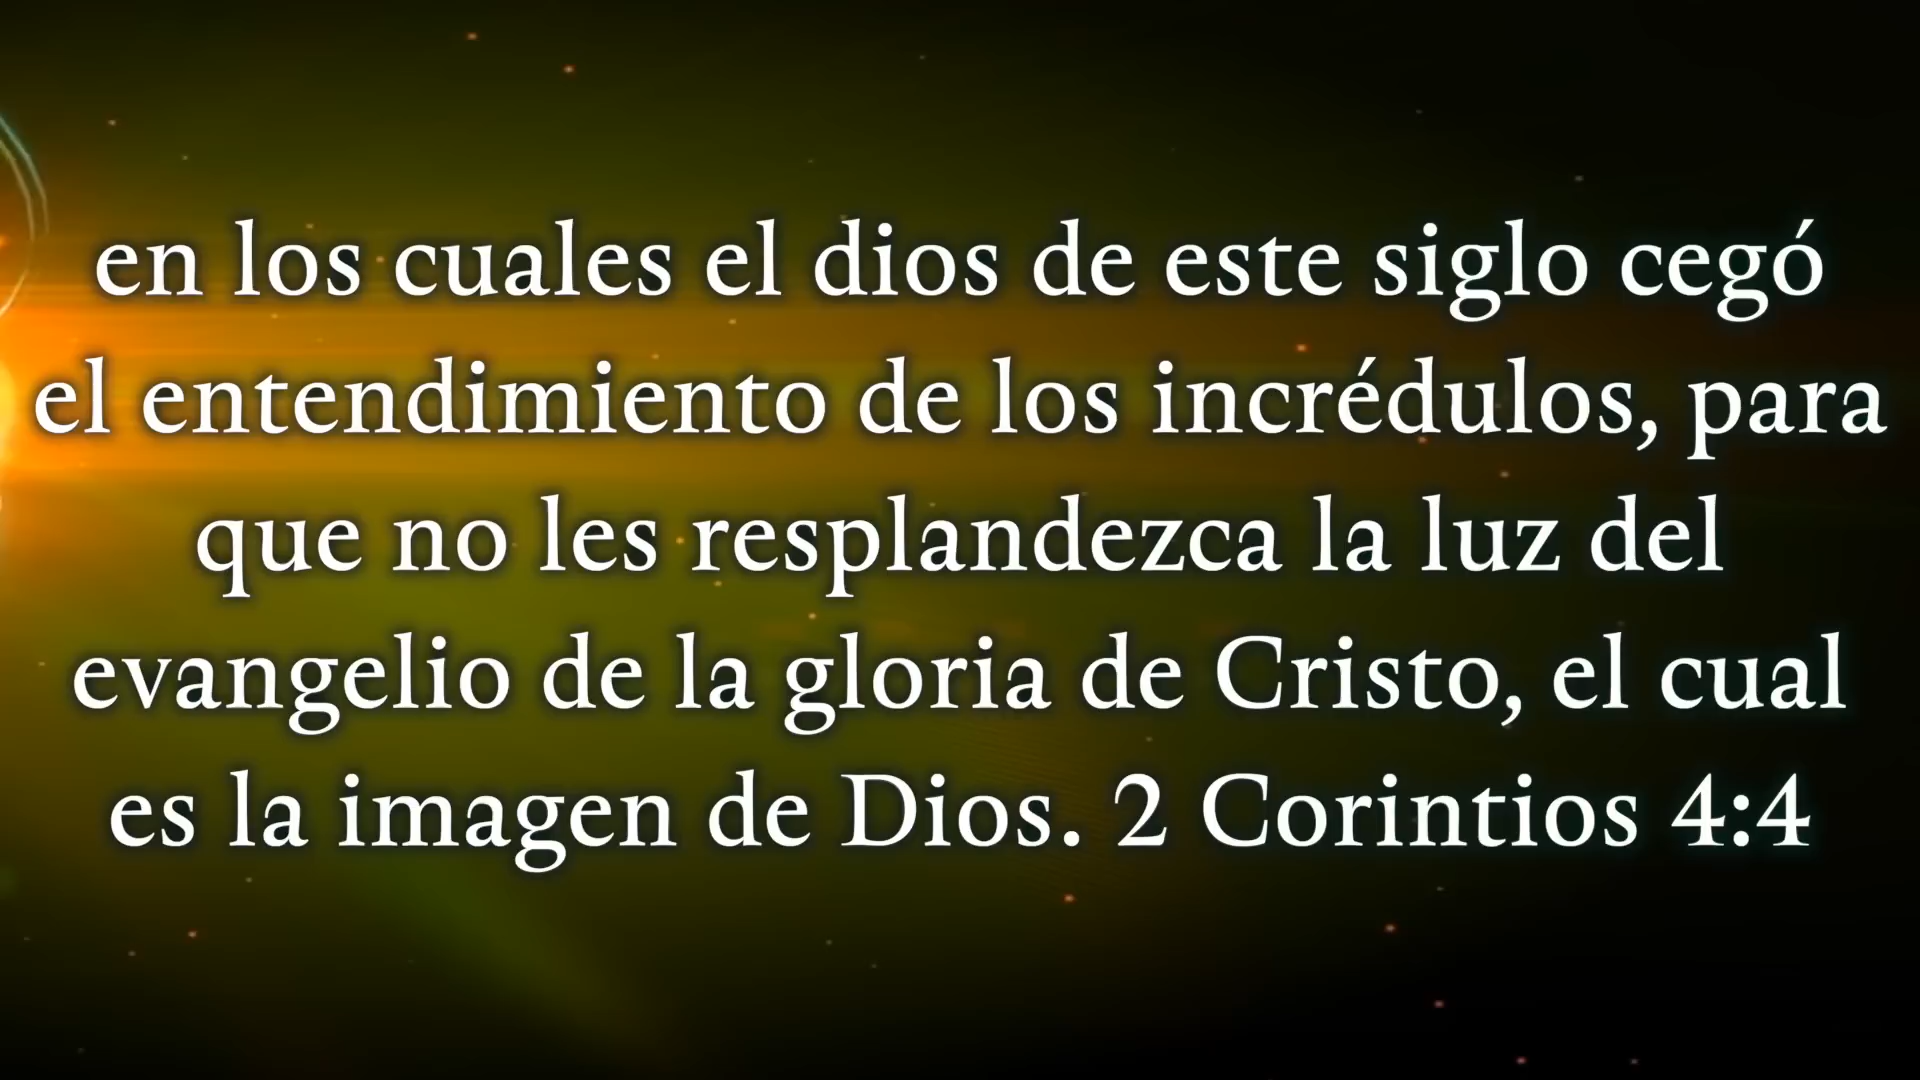 en los cuales el dios de este siglo cegó
el entendimiento de los incrédulos, para
que no les resplandezca la luz del
evangelio de la gloria de Cristo, el cual
es la imagen de Dios. 2 Corintios 4:4